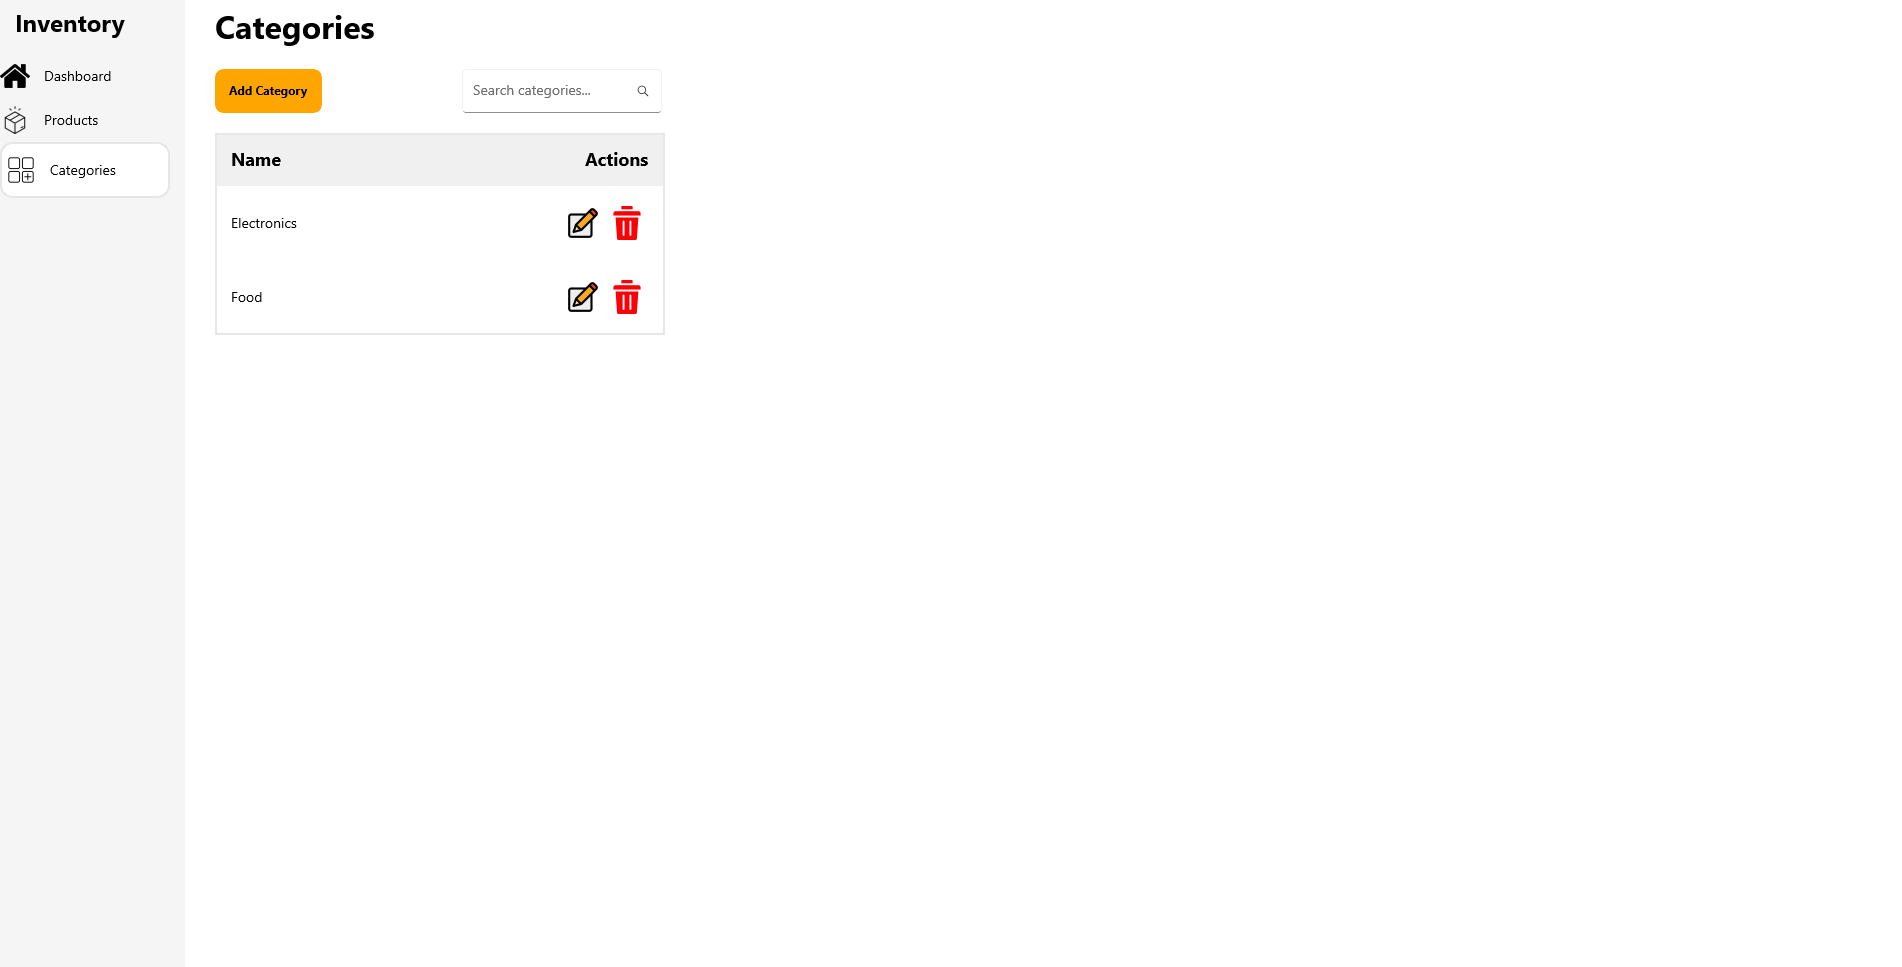 Inventory
Dashboard
Products
Categories
Categories
Add Category
Search categories...
Name Actions
Electronics
Food